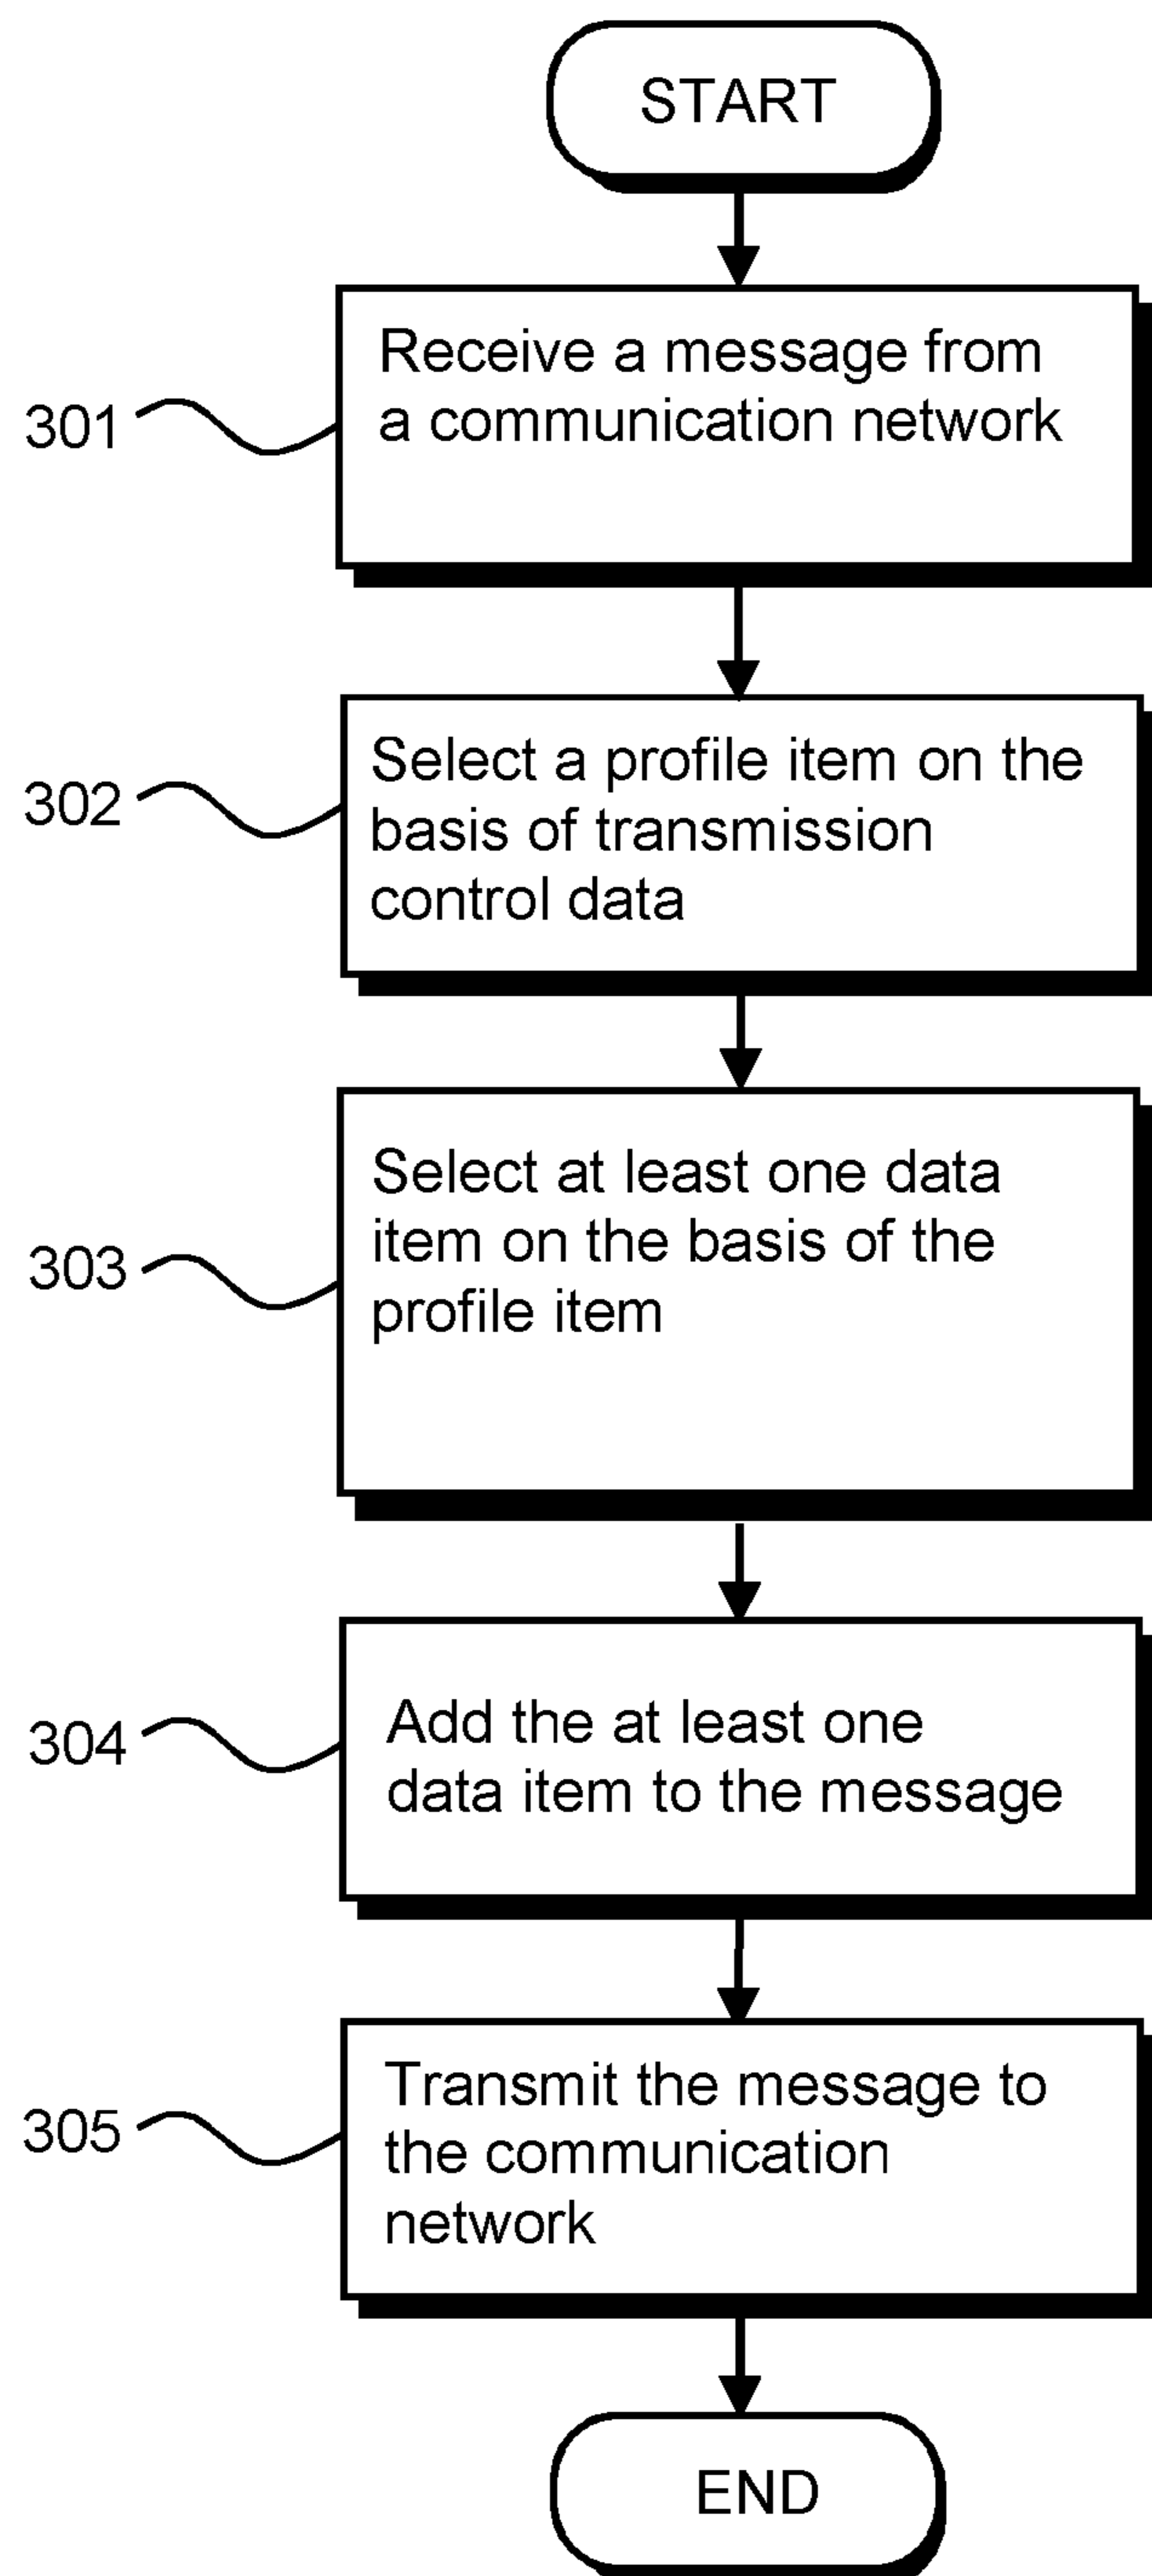 START
301
Receive a message from
a communication network
302
Select a profile item on the
basis of transmission
control data
303
Select at least one data
item on the basis of the
profile item
304
Add the at least one
data item to the message
305
Transmit the message to
the communication
network
END